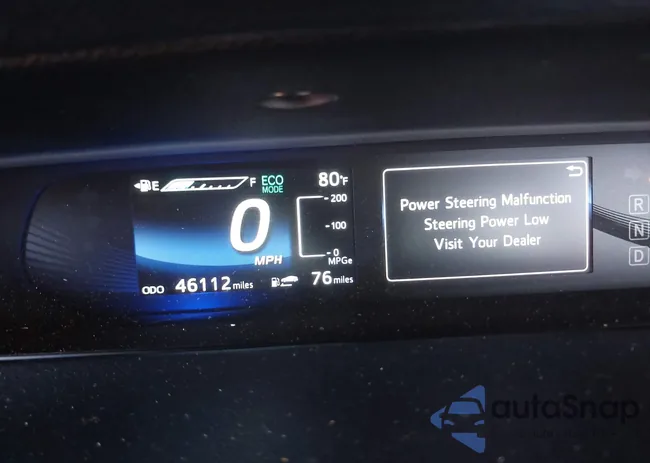 E F ECO
MODE
80°F
200
100
0
0
MPH
MPGe
ODO 46112 miles
76 miles
Power Steering Malfunction
Steering Power Low
Visit Your Dealer
R
N
D
autoSnap